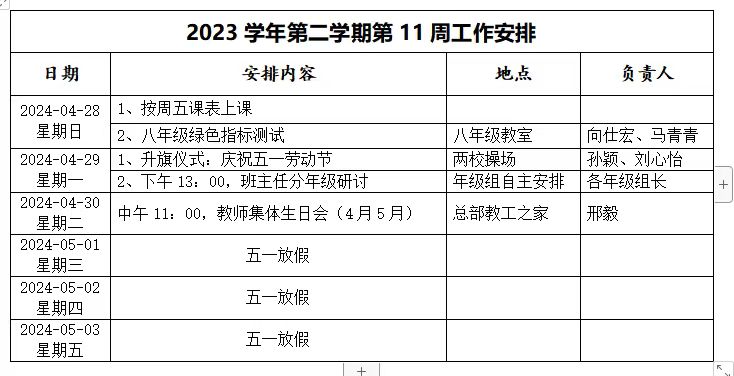 2023 学年第二学期第 11 周工作安排
日期 安排内容 地点 负责人
2024-04-28
星期日
1、按周五课表上课
2、八年级绿色指标测试 八年级教室 向仕宏、马青青
2024-04-29
星期一
1、升旗仪式：庆祝五一劳动节 两校操场 孙颖、刘心怡
2、下午 13：00，班主任分年级研讨 年级组自主安排 各年级组长
2024-04-30
星期二
中午 11：00，教师集体生日会（4 月 5 月） 总部教工之家 邢毅
2024-05-01
星期三
五一放假
2024-05-02
星期四
五一放假
2024-05-03
星期五
五一放假